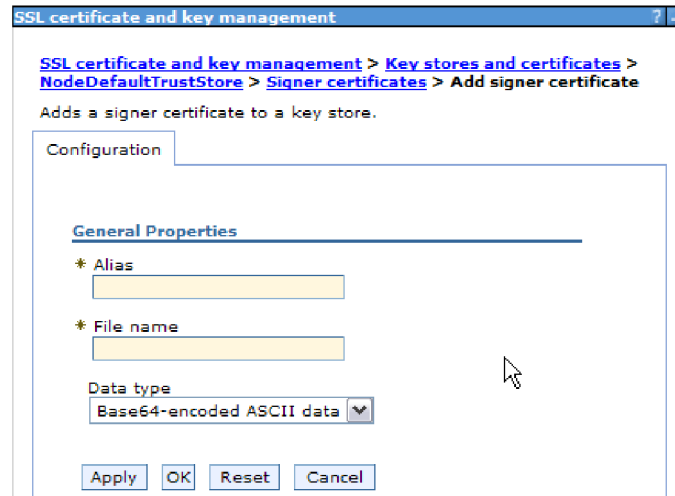 SSL certificate and key management ? -
SSL certificate and key management > Key stores and certificates >
NodeDefaultTrustStore > Signer certificates > Add signer certificate
Adds a signer certificate to a key store.
Configuration
General Properties
* Alias
* File name
Data type
Base64-encoded ASCII data
Apply OK Reset Cancel